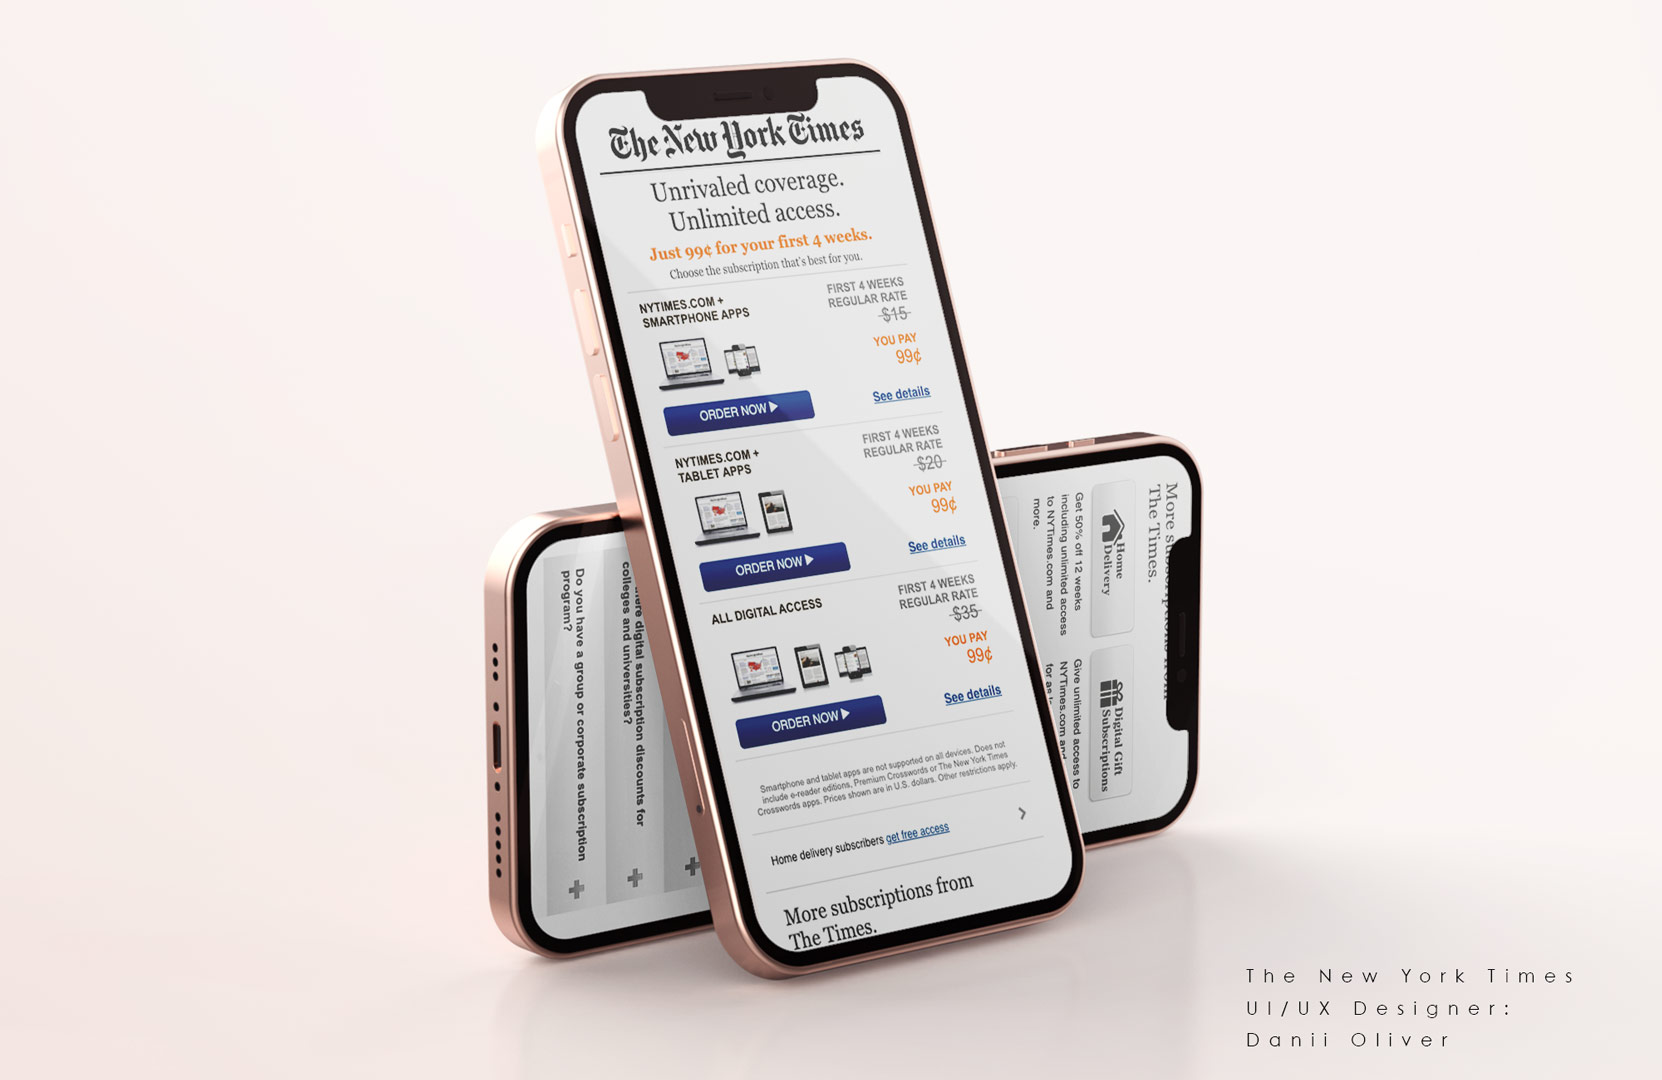 The New York Times
Unrivaled coverage.
Unlimited access.
Just 99¢ for your first 4 weeks.
Choose the subscription that's best for you.
NYTIMES.COM +
SMARTPHONE APPS
FIRST 4 WEEKS
REGULAR RATE
$15
YOU PAY
99¢
ORDER NOW
See details
NYTIMES.COM +
TABLET APPS
FIRST 4 WEEKS
REGULAR RATE
$20
YOU PAY
99¢
ORDER NOW
See details
ALL DIGITAL ACCESS
FIRST 4 WEEKS
REGULAR RATE
$35
YOU PAY
99¢
ORDER NOW
See details
Smartphone and tablet apps are not supported on all devices. Does not
include e-reader editions, Premium Crosswords or The New York Times
Crosswords apps. Prices shown are in U.S. dollars. Other restrictions apply.
Home delivery subscribers get free access
More subscriptions from
The Times.
More subscriptions from
The Times.
Home
Delivery
Get 50% off 12 weeks
including unlimited access
to NYTimes.com and
more.
Digital Gift
Subscriptions
Give unlimited access to
NYTimes.com and
for as
digital subscription discounts for
colleges and universities?
Do you have a group or corporate subscription
program?
The New York Times
UI/UX Designer:
Danii Oliver